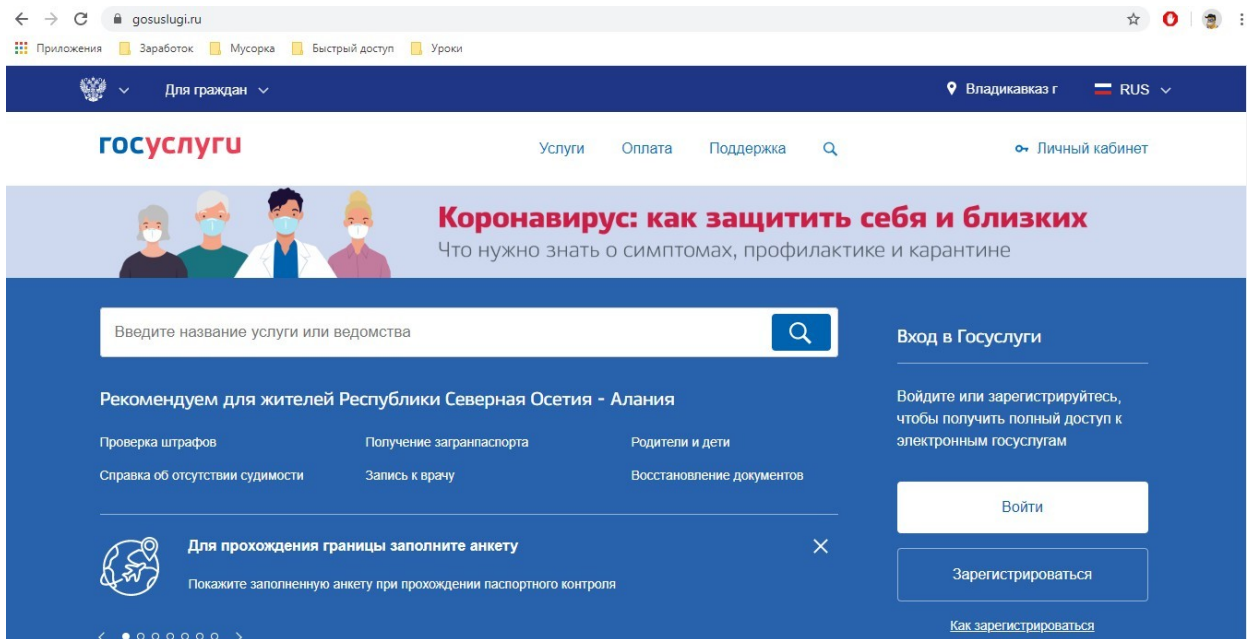 gosuslugi.ru
Приложения Заработок Мусорка Быстрый доступ Уроки
Для граждан Владикавказ г RUS
госуслуги Услуги Оплата Поддержка Личный кабинет
Коронавирус: как защитить себя и близких
Что нужно знать о симптомах, профилактике и карантине
Введите название услуги или ведомства
Рекомендуем для жителей Республики Северная Осетия - Алания
Проверка штрафов Получение загранпаспорта Родители и дети
Справка об отсутствии судимости Запись к врачу Восстановление документов
Для прохождения границы заполните анкету
Покажите заполненную анкету при прохождении паспортного контроля
Вход в Госуслуги
Войдите или зарегистрируйтесь,
чтобы получить полный доступ к
электронным госуслугам
Войти
Зарегистрироваться
Как зарегистрироваться